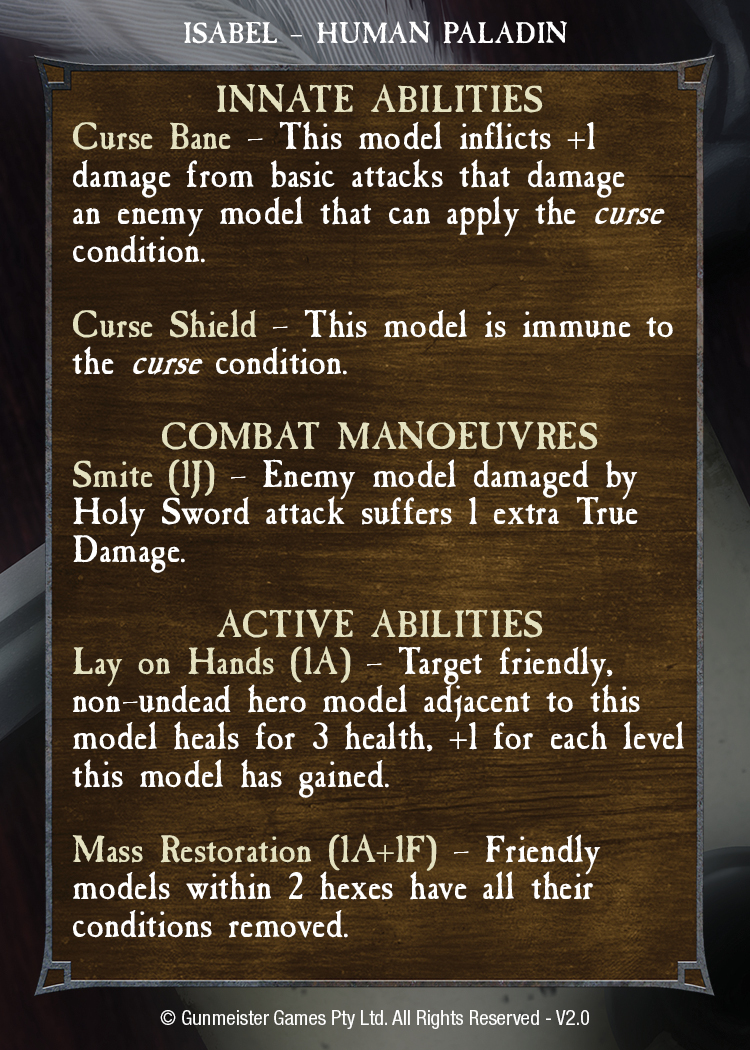 ISABEL – HUMAN PALADIN
INNATE ABILITIES
Curse Bane – This model inflicts +1
damage from basic attacks that damage
an enemy model that can apply the curse
condition.
Curse Shield – This model is immune to
the curse condition.
COMBAT MANOEUVRES
Smite (1J) – Enemy model damaged by
Holy Sword attack suffers 1 extra True
Damage.
ACTIVE ABILITIES
Lay on Hands (1A) – Target friendly,
non-undead hero model adjacent to this
model heals for 3 health, +1 for each level
this model has gained.
Mass Restoration (1A+1F) – Friendly
models within 2 hexes have all their
conditions removed.
© Gunmeister Games Pty Ltd. All Rights Reserved - V2.0